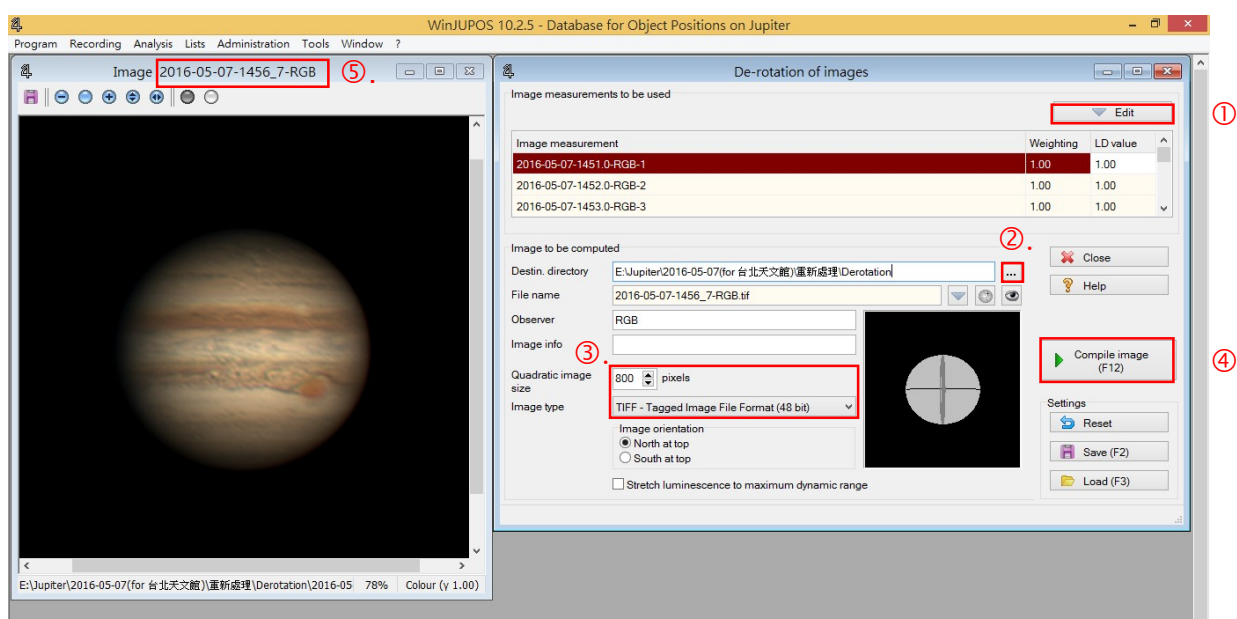 WinJUPOS 10.2.5 - Database for Object Positions on Jupiter
Program Recording Analysis Lists Administration Tools Window ?
Image 2016-05-07-1456_7-RGB
⑤.
De-rotation of images
Image measurements to be used
Edit
①
Image measurement Weighting LD value
2016-05-07-1451.0-RGB-1 1.00 1.00
2016-05-07-1452.0-RGB-2 1.00 1.00
2016-05-07-1453.0-RGB-3 1.00 1.00
Image to be computed
②.
Destin. directory E:\Jupiter\2016-05-07(for 台北天文館)\重新處理\Derotation ...
Close
File name 2016-05-07-1456_7-RGB.tif
Help
Observer RGB
Image info
③.
Quadratic image size 800 pixels
Compile image (F12)
④
Image type TIFF - Tagged Image File Format (48 bit)
Settings
Reset
Image orientation
North at top
South at top
Save (F2)
Stretch luminescence to maximum dynamic range
Load (F3)
E:\Jupiter\2016-05-07(for 台北天文館)\重新處理\Derotation\2016-05 78% Colour (γ 1.00)